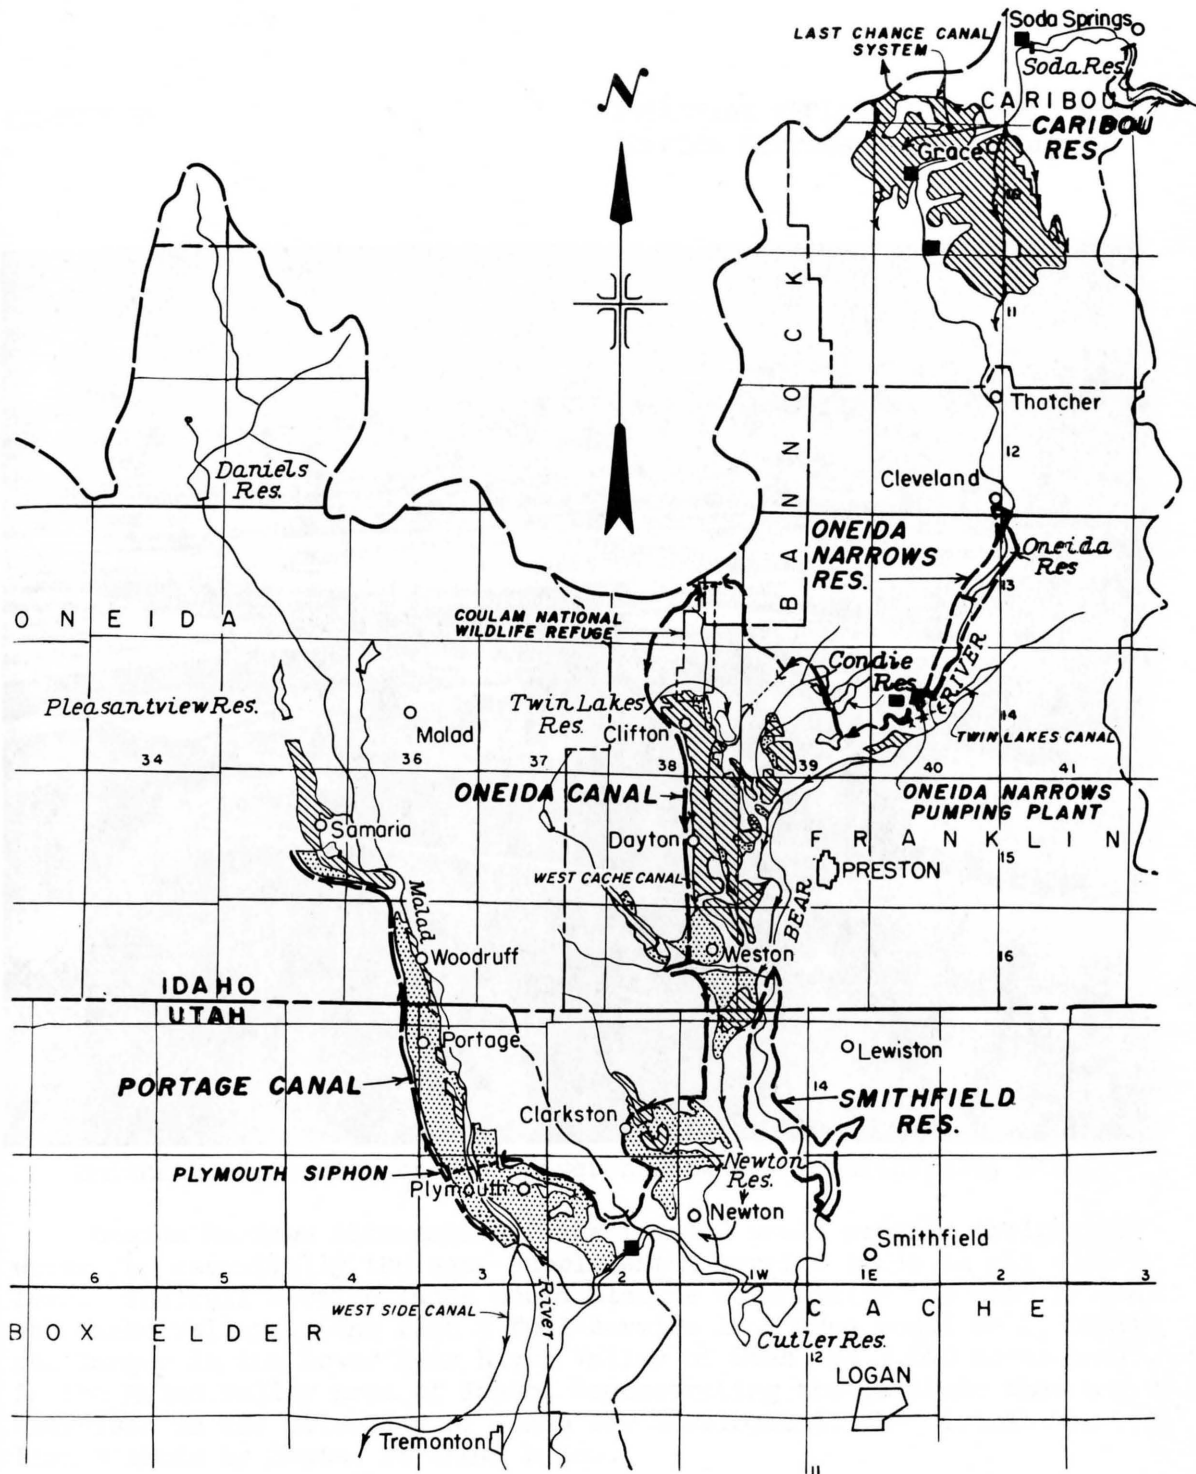 Soda Springs
LAST CHANCE CANAL
SYSTEM
Soda Res.
CARIBOU
CARIBOU
RES.
N
Grace
10
11
BANNOCK
Thatcher
12
Daniels
Res.
Cleveland
ONEIDA
NARROWS
RES.
Oneida
Res
13
ONEIDA
COULAM NATIONAL
WILDLIFE REFUGE
Condie
Res.
RIVER
Pleasantview Res.
Twin Lakes
Res.
Clifton
Malad
14
TWIN LAKES CANAL
34
36
37
38
39
40
41
ONEIDA CANAL
ONEIDA NARROWS
PUMPING PLANT
Samaria
Dayton
FRANKLIN
15
WEST CACHE CANAL
PRESTON
Malad
BEAR
Woodruff
Weston
16
IDAHO
UTAH
Portage
Lewiston
PORTAGE CANAL
14
SMITHFIELD
RES.
Clarkston
PLYMOUTH SIPHON
Newton
Res.
Plymouth
Newton
Smithfield
6
5
4
3
2
1W
1E
2
3
WEST SIDE CANAL
River
CACHE
BOX ELDER
Cutler Res.
12
LOGAN
Tremonton
11